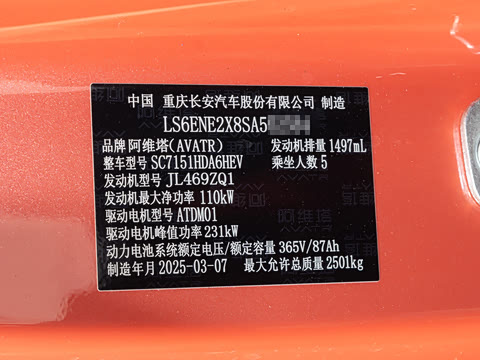 中国 重庆长安汽车股份有限公司 制造
LS6ENE2X8SA5
品牌 阿维塔(AVATR) 发动机排量 1497mL
整车型号 SC7151HDA6HEV 乘坐人数 5
发动机型号 JL469ZQ1
发动机最大净功率 110kW
驱动电机型号 ATDM01
驱动电机峰值功率 231kW
动力电池系统额定电压/额定容量 365V/87Ah
制造年月 2025-03-07 最大允许总质量 2501kg